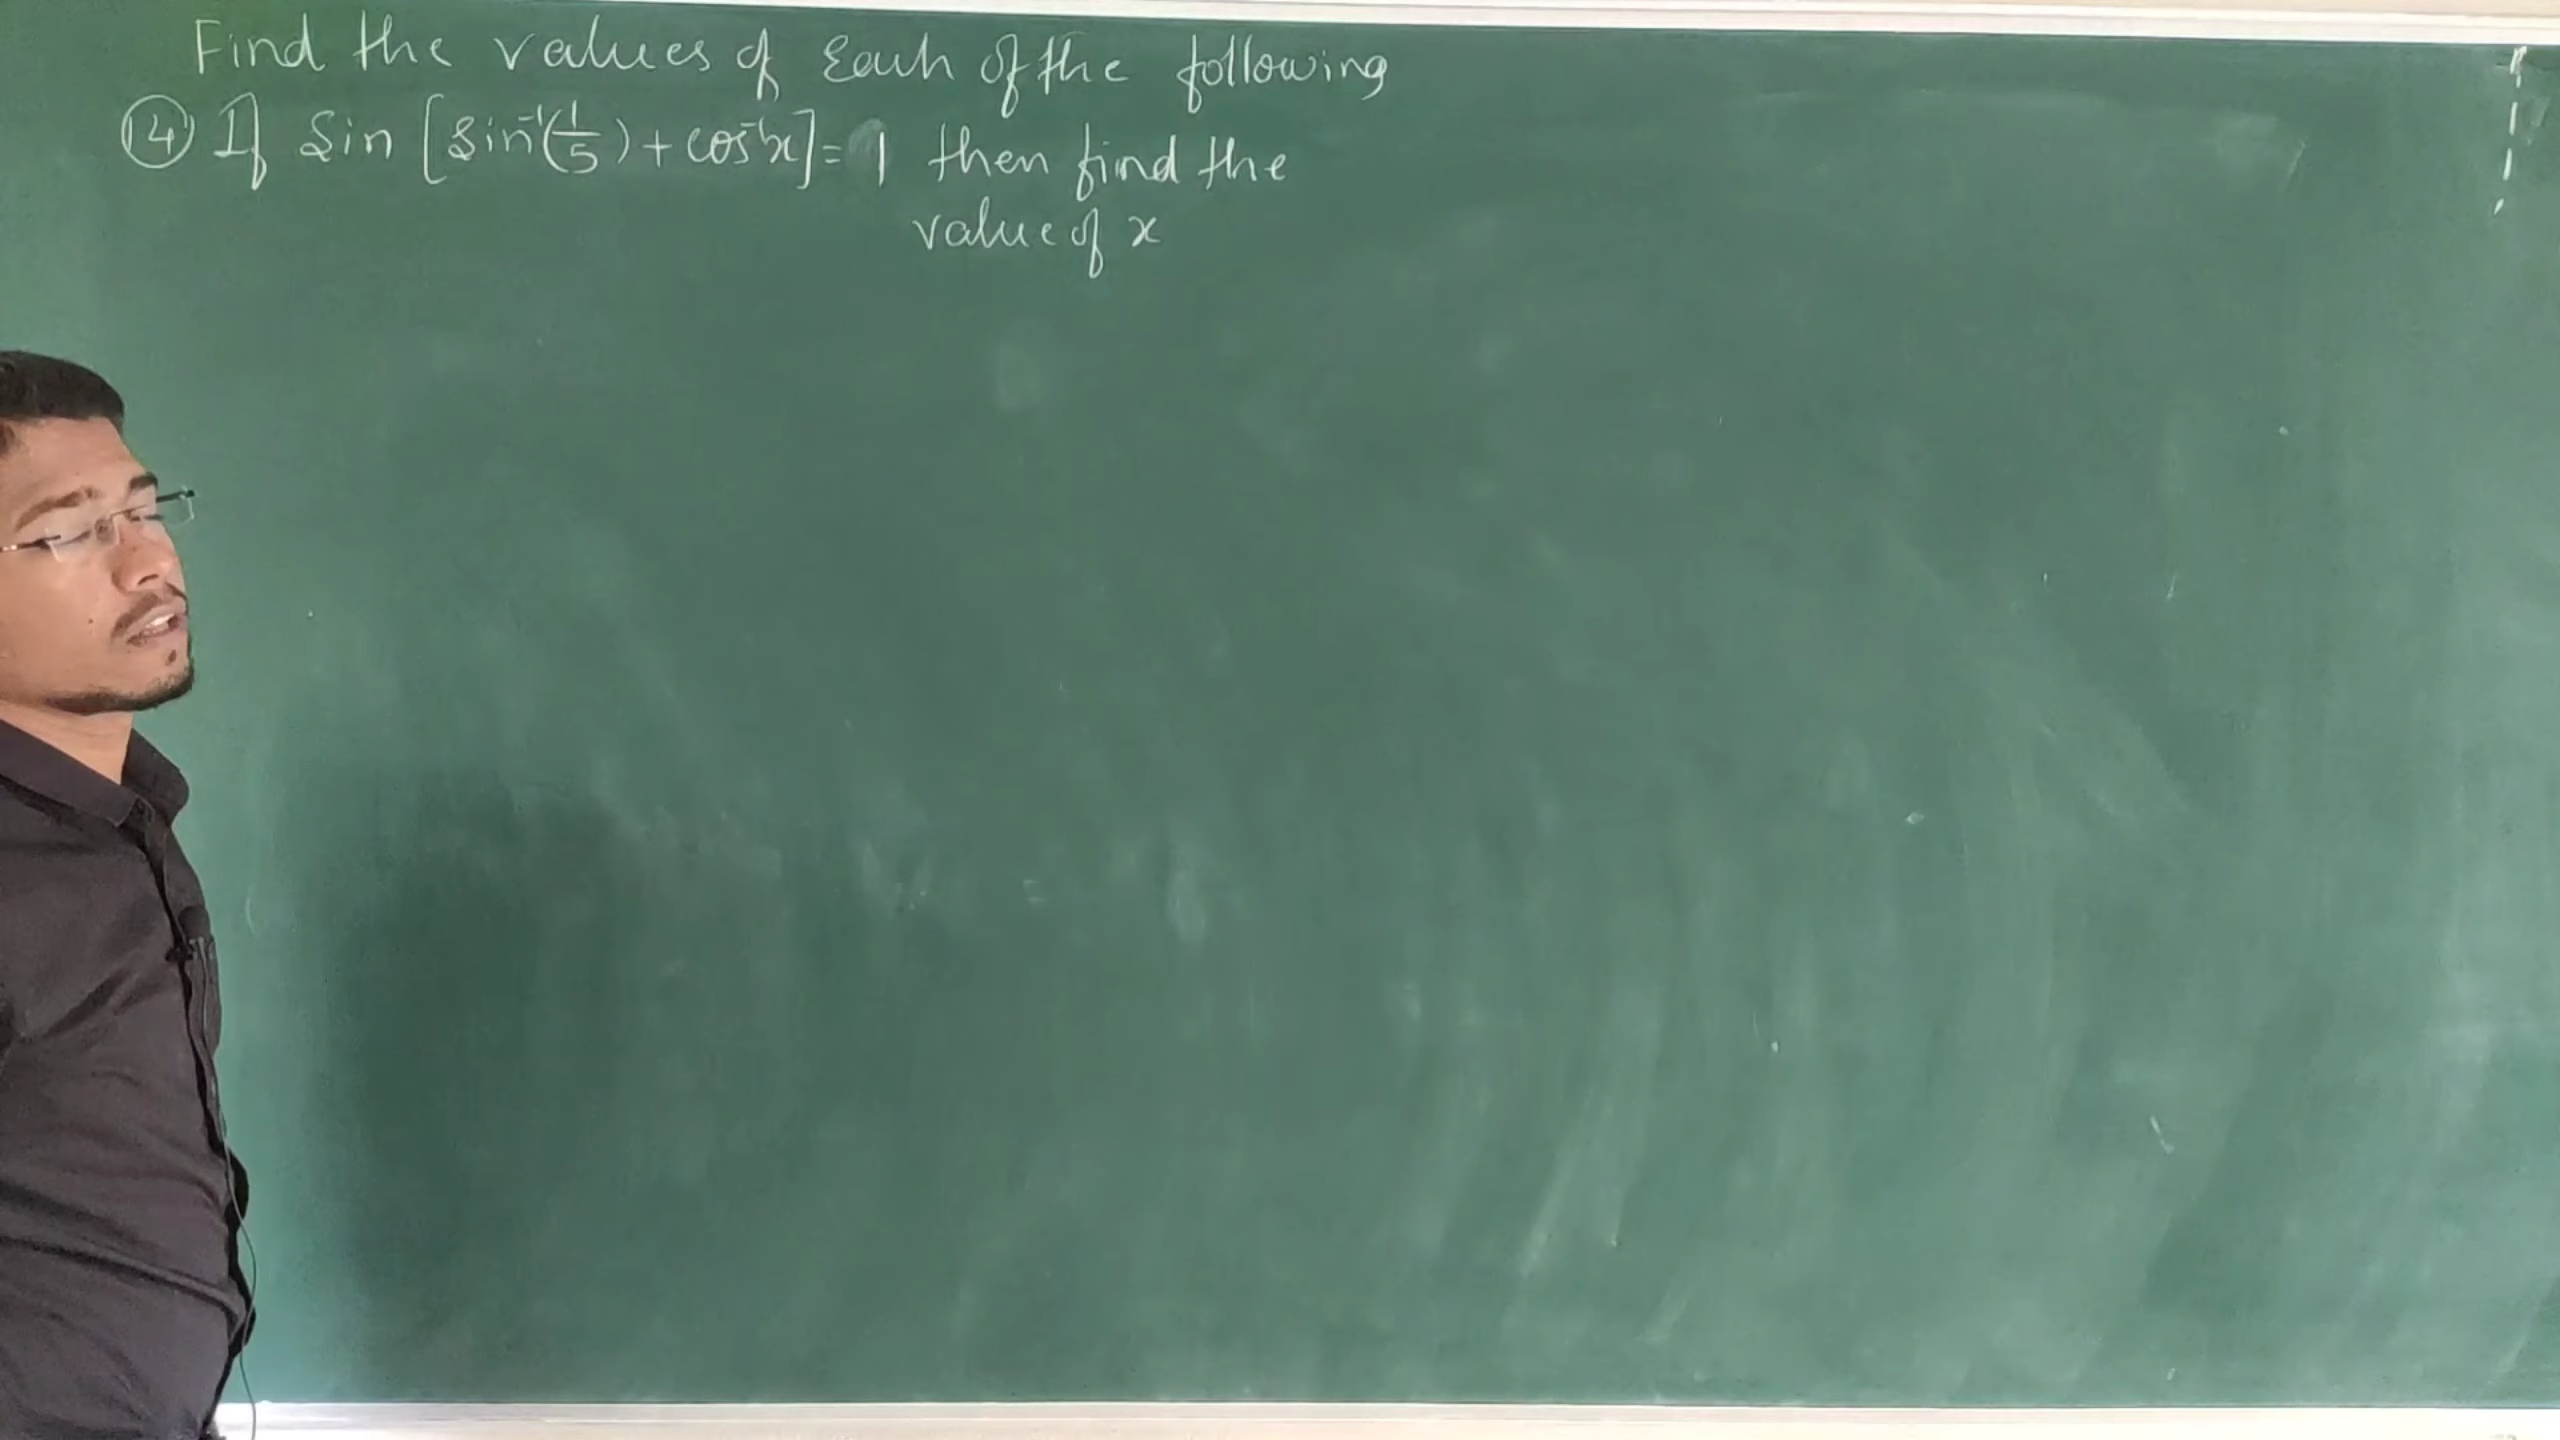 Find the values of Each of the following
(14) If Sin [Sin⁻¹(1/5) + cos⁻¹x] = 1 then find the
value of x